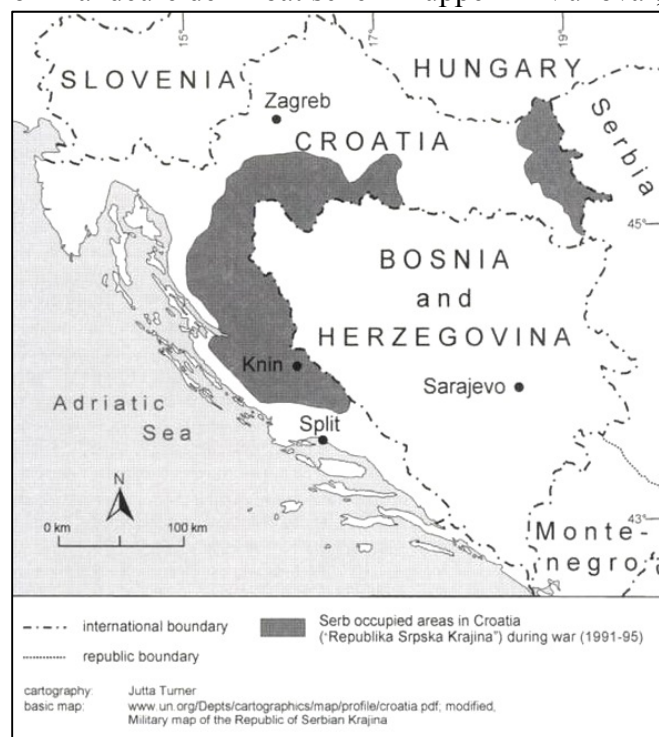 SLOVENIA
HUNGARY
Serbia
Zagreb
CROATIA
15
17
19
45°
BOSNIA
and
HERZEGOVINA
Knin
Sarajevo
Adriatic
Sea
Split
N
0 km 100 km
43
Monte-
negro
international boundary
republic boundary
Serb occupied areas in Croatia
("Republika Srpska Krajina") during war (1991-95)
cartography: Jutta Turner
basic map: www.un.org/Depts/cartographics/map/profile/croatia.pdf; modified,
Military map of the Republic of Serbian Krajina